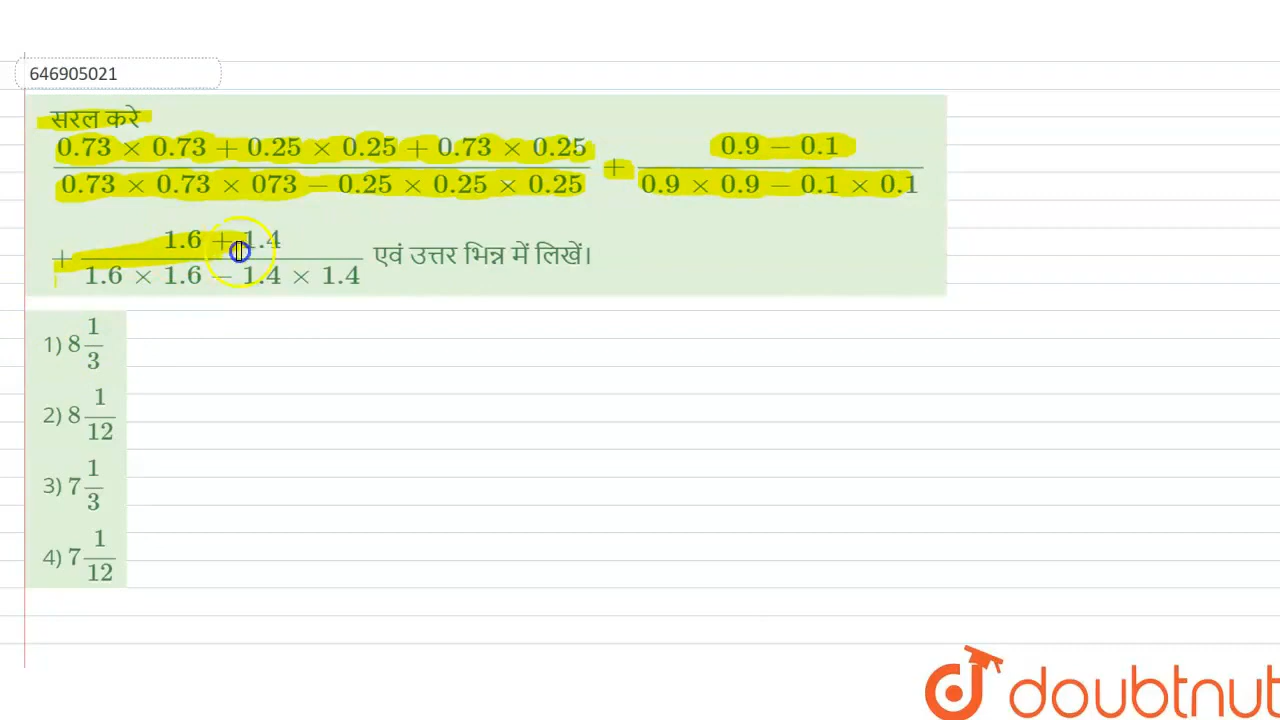 646905021
सरल करे
0.73 × 0.73 + 0.25 × 0.25 + 0.73 × 0.25 + 0.9 − 0.1
0.73 × 0.73 × 073 − 0.25 × 0.25 × 0.25 0.9 × 0.9 − 0.1 × 0.1
+ 1.6 + 1.4 एवं उत्तर भिन्न में लिखें।
1.6 × 1.6 − 1.4 × 1.4
1) 8 1/3
2) 8 1/12
3) 7 1/3
4) 7 1/12
doubtnut